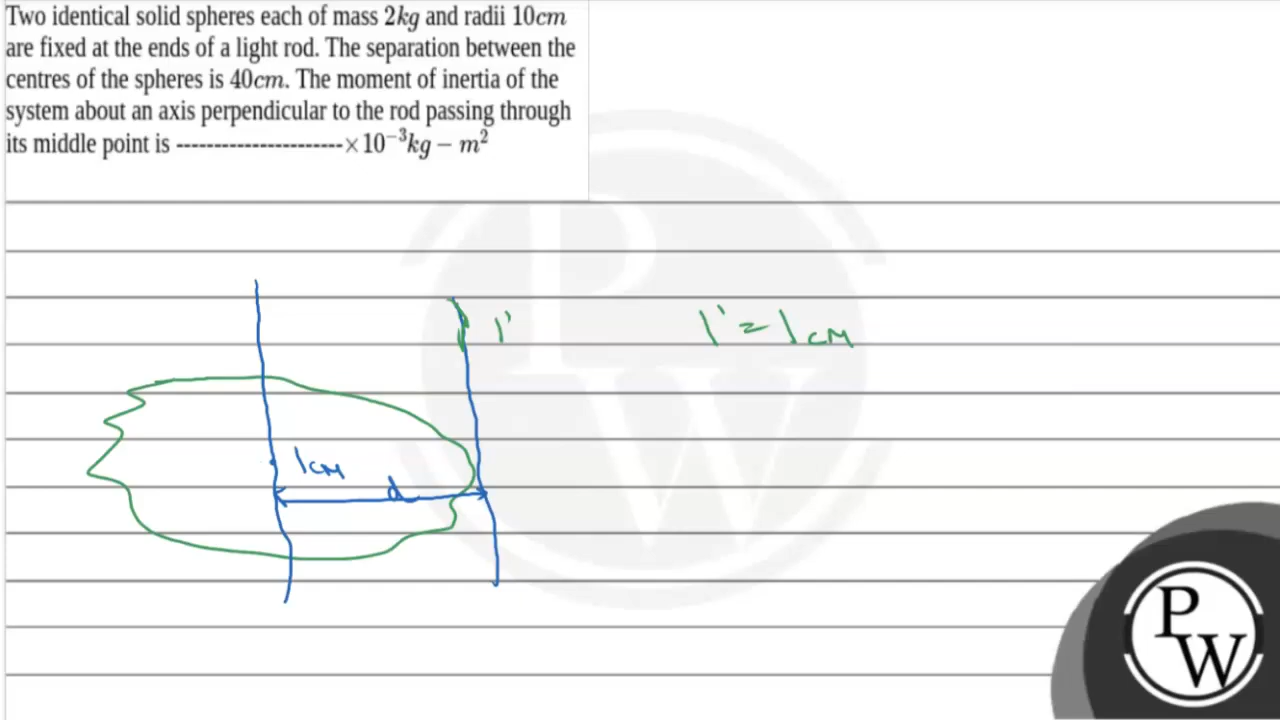 Two identical solid spheres each of mass 2kg and radii 10cm
are fixed at the ends of a light rod. The separation between the
centres of the spheres is 40cm. The moment of inertia of the
system about an axis perpendicular to the rod passing through
its middle point is ----------------------×10⁻³kg – m²
I' I' = I_CM
I_CM
d
P
W
P
W